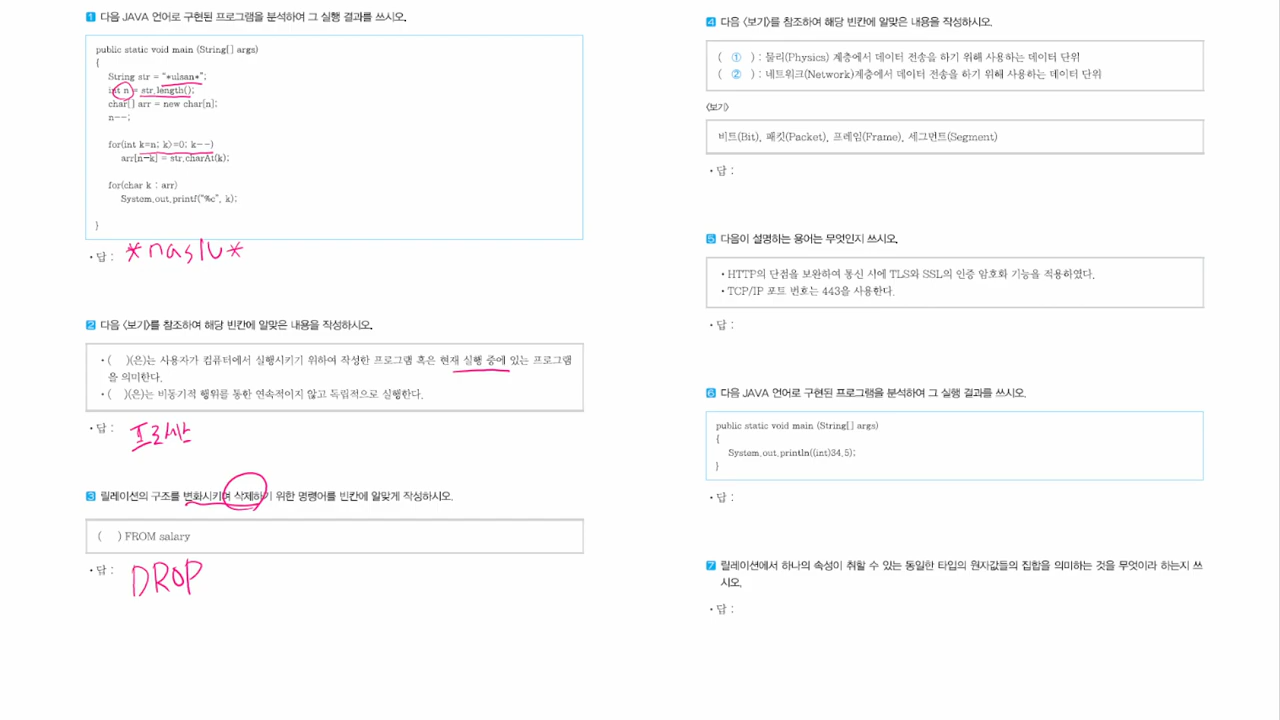 1 다음 JAVA 언어로 구현된 프로그램을 분석하여 그 실행 결과를 쓰시오.
public static void main (String[] args)
{
String str = "*ulsan*";
int n = str.length();
char[] arr = new char[n];
n--;
for(int k=n; k>=0; k--)
arr[n-k] = str.charAt(k);
for(char k : arr)
System.out.printf("%c", k);
}
•답 : *naslu*
2 다음 <보기>를 참조하여 해당 빈칸에 알맞은 내용을 작성하시오.
•( )(은)는 사용자가 컴퓨터에서 실행시키기 위하여 작성한 프로그램 혹은 현재 실행 중에 있는 프로그램
을 의미한다.
•( )(은)는 비동기적 행위를 통한 연속적이지 않고 독립적으로 실행한다.
•답 :
3 릴레이션의 구조를 변화시키며 삭제하기 위한 명령어를 빈칸에 알맞게 작성하시오.
( ) FROM salary
•답 : DROP
4 다음 <보기>를 참조하여 해당 빈칸에 알맞은 내용을 작성하시오.
( ① ) : 물리(Physics) 계층에서 데이터 전송을 하기 위해 사용하는 데이터 단위
( ② ) : 네트워크(Network)계층에서 데이터 전송을 하기 위해 사용하는 데이터 단위
<보기>
비트(Bit), 패킷(Packet), 프레임(Frame), 세그먼트(Segment)
•답 :
5 다음이 설명하는 용어는 무엇인지 쓰시오.
•HTTP의 단점을 보완하여 통신 시에 TLS와 SSL의 인증 암호화 기능을 적용하였다.
•TCP/IP 포트 번호는 443을 사용한다.
•답 :
6 다음 JAVA 언어로 구현된 프로그램을 분석하여 그 실행 결과를 쓰시오.
public static void main (String[] args)
{
System.out.println((int)34.5);
}
•답 :
7 릴레이션에서 하나의 속성이 취할 수 있는 동일한 타입의 원자값들의 집합을 의미하는 것을 무엇이라 하는지 쓰
시오.
•답 :